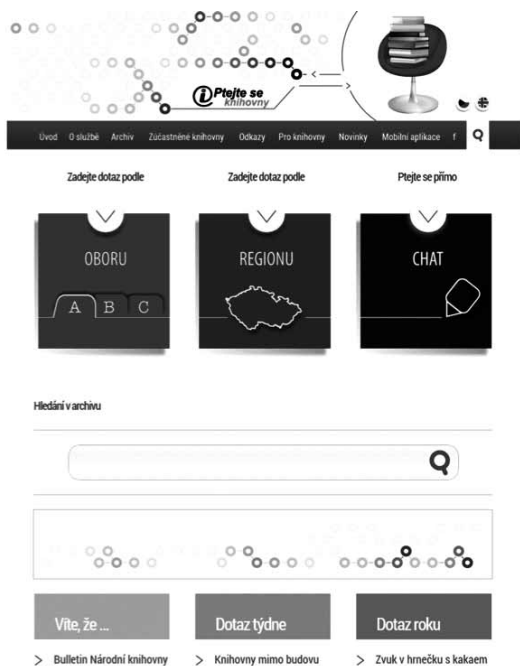 i Ptejte se
knihovny
Úvod O službě Archiv Zúčastněné knihovny Odkazy Pro knihovny Novinky Mobilní aplikace f
Zadejte dotaz podle Zadejte dotaz podle Ptejte se přímo
OBORU REGIONU CHAT
A B C
Hledání v archivu
Víte, že ... Dotaz týdne Dotaz roku
> Bulletin Národní knihovny > Knihovny mimo budovu > Zvuk v hrnečku s kakaem